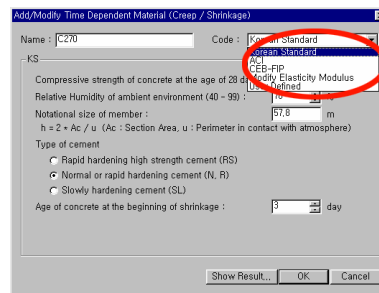 Add/Modify Time Dependent Material (Creep / Shrinkage)
Name : C270 Code : Korean Standard
Korean Standard
ACI
CEB-FIP
Modify Elasticity Modulus
User Defined
KS
Compressive strength of concrete at the age of 28
Relative Humidity of ambient environment (40 - 99) :
Notational size of member : 57,8 m
h = 2 * Ac / u (Ac : Section Area, u : Perimeter in contact with atmosphere)
Type of cement
Rapid hardening high strength cement (RS)
Normal or rapid hardening cement (N, R)
Slowly hardening cement (SL)
Age of concrete at the beginning of shrinkage : 3 day
Show Result... OK Cancel